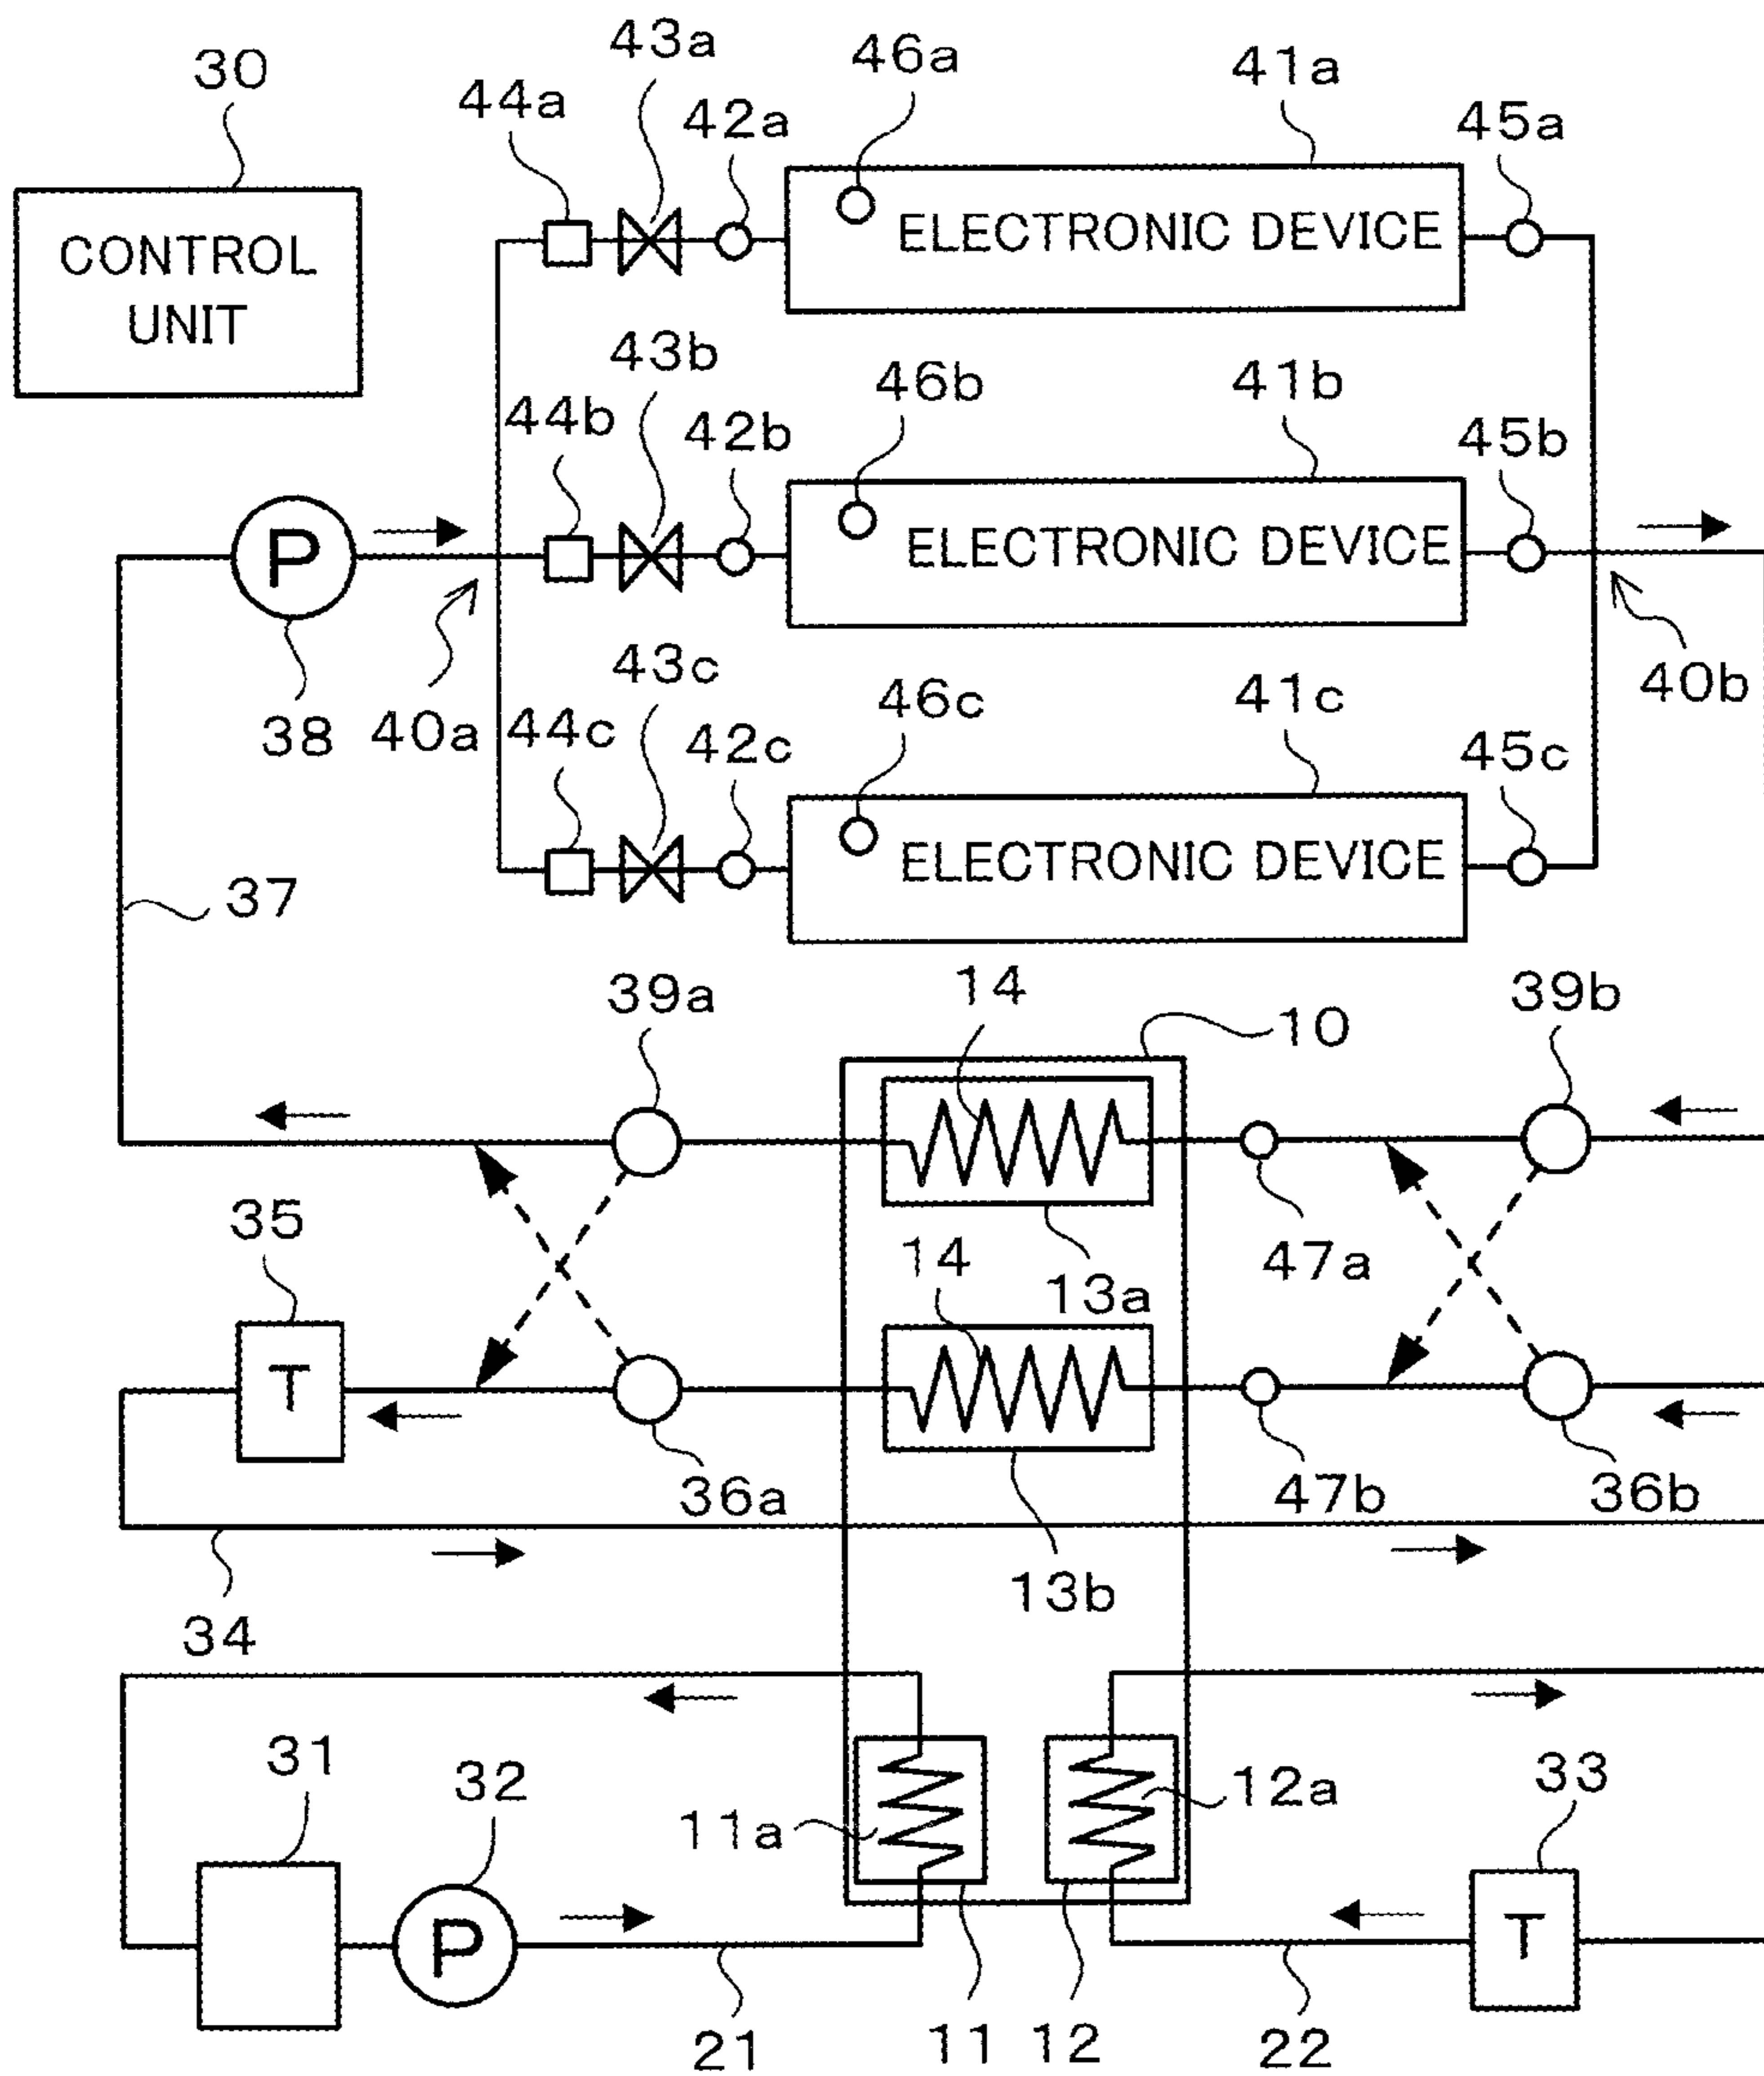 43a
46a
41a
30
44a
42a
45a
CONTROL
UNIT
ELECTRONIC DEVICE
43b
46b
41b
44b
42b
45b
P
ELECTRONIC DEVICE
43c
46c
41c
40b
38
40a
44c
42c
45c
ELECTRONIC DEVICE
37
39a
14
10
39b
35
14
47a
13a
T
36a
47b
36b
13b
34
31
32
11a
12a
33
P
T
21
11
12
22